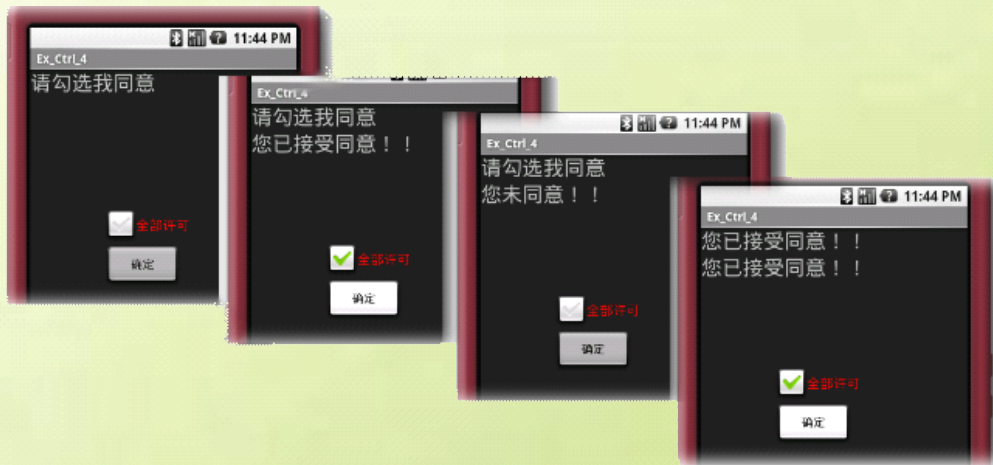 11:44 PM
Ex_Ctrl_4
请勾选我同意
全部许可
确定
Ex_Ctrl_4
请勾选我同意
您已接受同意！！
全部许可
确定
11:44 PM
Ex_Ctrl_4
请勾选我同意
您未同意！！
全部许可
确定
11:44 PM
Ex_Ctrl_4
您已接受同意！！
您已接受同意！！
全部许可
确定